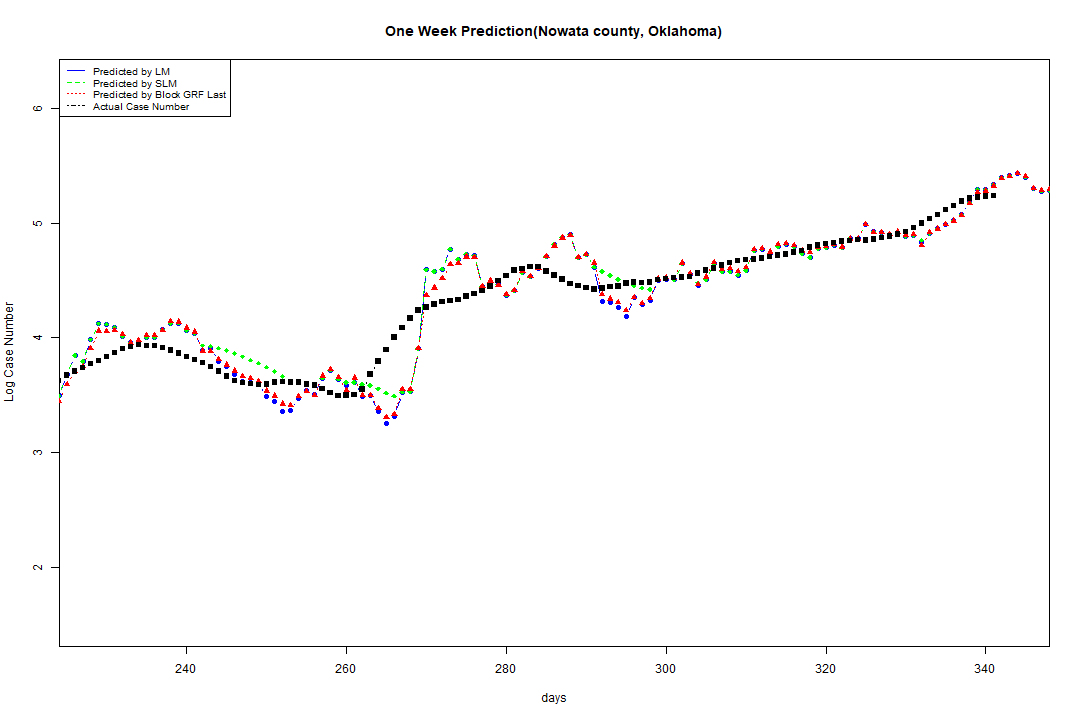 One Week Prediction(Nowata county, Oklahoma)
Predicted by LM
Predicted by SLM
Predicted by Block GRF Last
Actual Case Number
6
5
4
3
2
Log Case Number
240 260 280 300 320 340
days